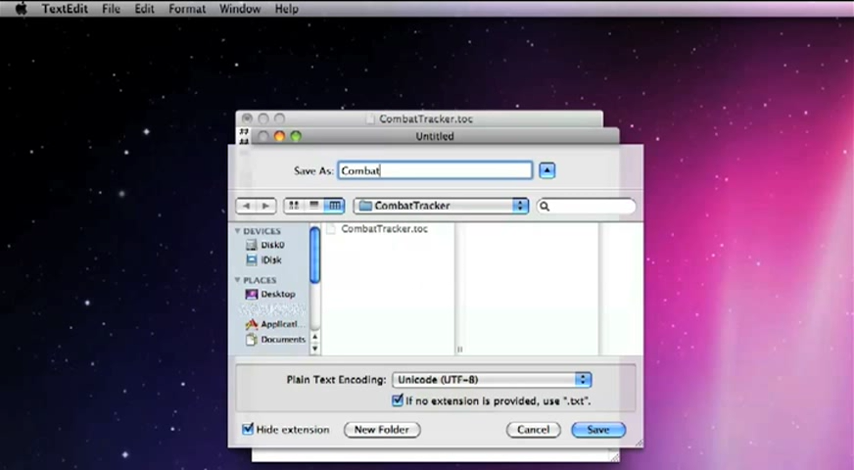 TextEdit File Edit Format Window Help
CombatTracker.toc
##
Untitled
Save As: Combat
CombatTracker
DEVICES
CombatTracker.toc
Disk0
iDisk
PLACES
Desktop
Applicati...
Documents
Plain Text Encoding: Unicode (UTF-8)
If no extension is provided, use ".txt".
Hide extension New Folder Cancel Save